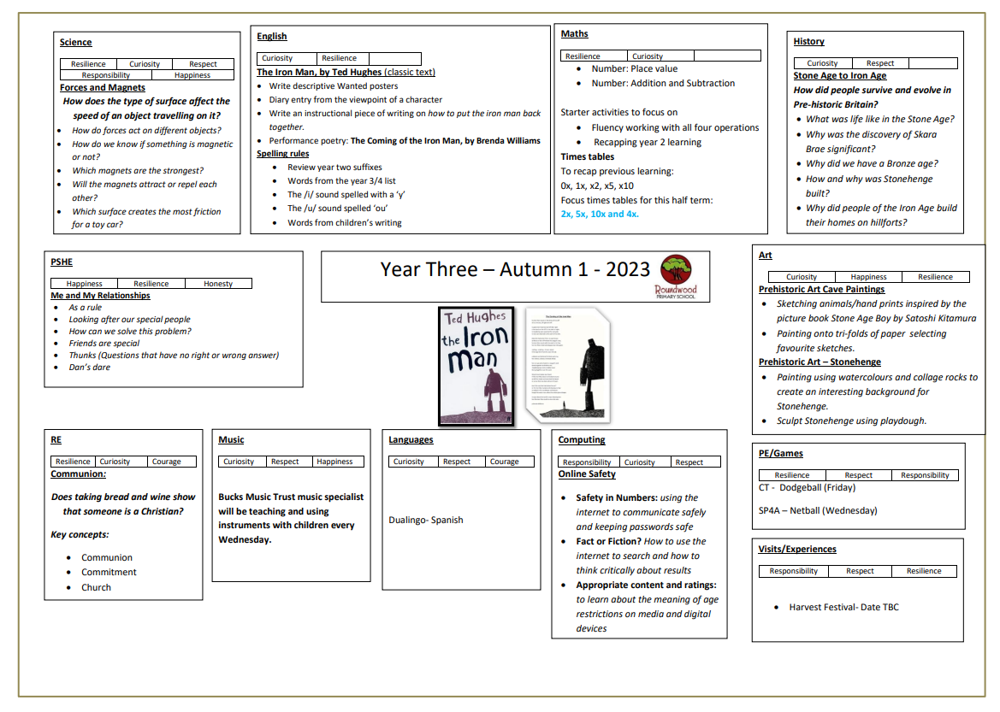 Science
Resilience Curiosity Respect
Responsibility Happiness
Forces and Magnets
How does the type of surface affect the
speed of an object travelling on it?
• How do forces act on different objects?
• How do we know if something is magnetic
or not?
• Which magnets are the strongest?
• Will the magnets attract or repel each
other?
• Which surface creates the most friction
for a toy car?
English
Curiosity Resilience
The Iron Man, by Ted Hughes (classic text)
• Write descriptive Wanted posters
• Diary entry from the viewpoint of a character
• Write an instructional piece of writing on how to put the iron man back
together.
• Performance poetry: The Coming of the Iron Man, by Brenda Williams
Spelling rules
• Review year two suffixes
• Words from the year 3/4 list
• The /i/ sound spelled with a ‘y’
• The /u/ sound spelled ‘ou’
• Words from children’s writing
Maths
Resilience Curiosity
• Number: Place value
• Number: Addition and Subtraction
Starter activities to focus on
• Fluency working with all four operations
• Recapping year 2 learning
Times tables
To recap previous learning:
0x, 1x, x2, x5, x10
Focus times tables for this half term:
2x, 5x, 10x and 4x.
History
Curiosity Respect
Stone Age to Iron Age
How did people survive and evolve in
Pre-historic Britain?
• What was life like in the Stone Age?
• Why was the discovery of Skara
Brae significant?
• Why did we have a Bronze age?
• How and why was Stonehenge
built?
• Why did people of the Iron Age build
their homes on hillforts?
PSHE
Happiness Resilience Honesty
Me and My Relationships
• As a rule
• Looking after our special people
• How can we solve this problem?
• Friends are special
• Thunks (Questions that have no right or wrong answer)
• Dan’s dare
Year Three – Autumn 1 - 2023
Roundwood
PRIMARY SCHOOL
Ted Hughes
the Iron
man
Art
Curiosity Happiness Resilience
Prehistoric Art Cave Paintings
• Sketching animals/hand prints inspired by the
picture book Stone Age Boy by Satoshi Kitamura
• Painting onto tri-folds of paper selecting
favourite sketches.
Prehistoric Art – Stonehenge
• Painting using watercolours and collage rocks to
create an interesting background for
Stonehenge.
• Sculpt Stonehenge using playdough.
RE
Resilience Curiosity Courage
Communion:
Does taking bread and wine show
that someone is a Christian?
Key concepts:
• Communion
• Commitment
• Church
Music
Curiosity Respect Happiness
Bucks Music Trust music specialist
will be teaching and using
instruments with children every
Wednesday.
Languages
Curiosity Respect Courage
Dualingo- Spanish
Computing
Responsibility Curiosity Respect
Online Safety
• Safety in Numbers: using the
internet to communicate safely
and keeping passwords safe
• Fact or Fiction? How to use the
internet to search and how to
think critically about results
• Appropriate content and ratings:
to learn about the meaning of age
restrictions on media and digital
devices
PE/Games
Resilience Respect Responsibility
CT - Dodgeball (Friday)
SP4A – Netball (Wednesday)
Visits/Experiences
Responsibility Respect Resilience
• Harvest Festival- Date TBC